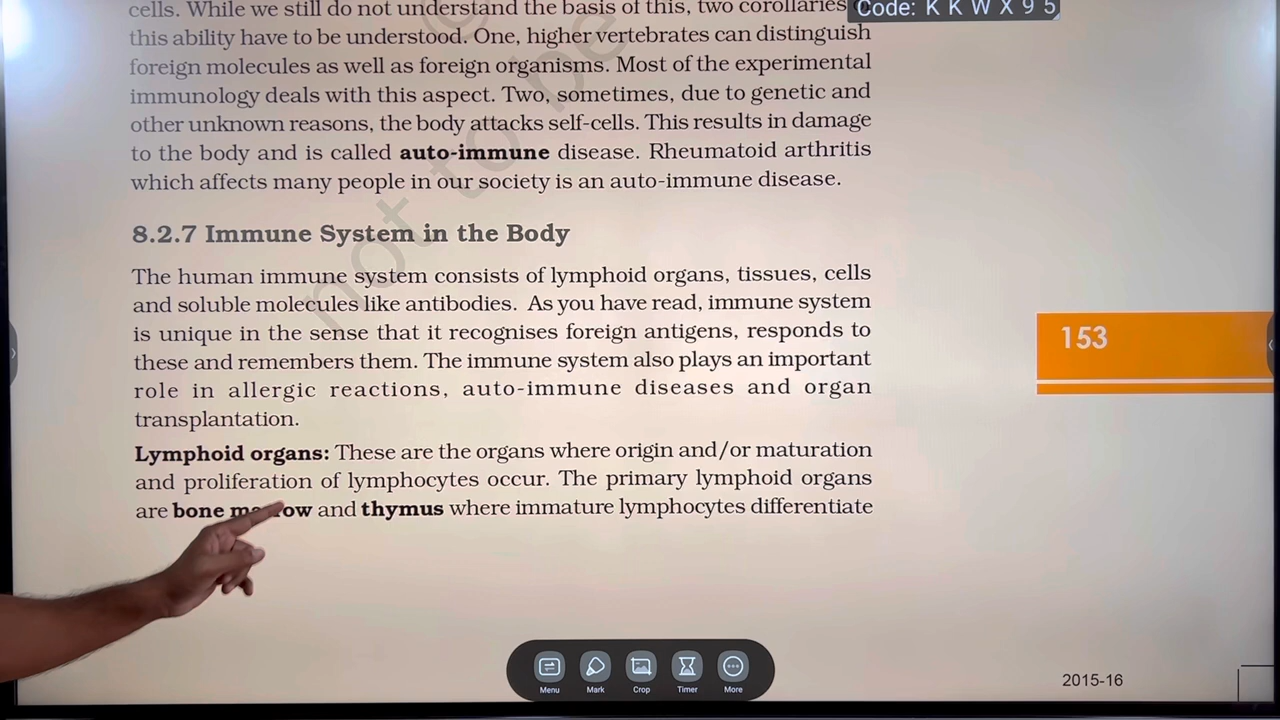 cells. While we still do not understand the basis of this, two corollaries
Code: K K W X 9 5
this ability have to be understood. One, higher vertebrates can distinguish
foreign molecules as well as foreign organisms. Most of the experimental
immunology deals with this aspect. Two, sometimes, due to genetic and
other unknown reasons, the body attacks self-cells. This results in damage
to the body and is called auto-immune disease. Rheumatoid arthritis
which affects many people in our society is an auto-immune disease.
not to be
8.2.7 Immune System in the Body
The human immune system consists of lymphoid organs, tissues, cells
and soluble molecules like antibodies. As you have read, immune system
is unique in the sense that it recognises foreign antigens, responds to
these and remembers them. The immune system also plays an important
role in allergic reactions, auto-immune diseases and organ
transplantation.
153
Lymphoid organs: These are the organs where origin and/or maturation
and proliferation of lymphocytes occur. The primary lymphoid organs
are bone marrow and thymus where immature lymphocytes differentiate
Menu Mark Crop Timer More
2015-16